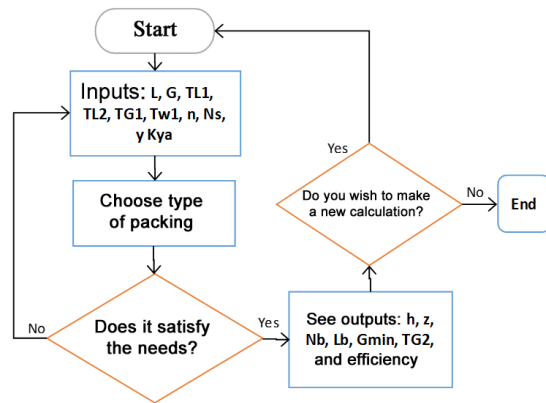 Start
Inputs: L, G, TL1,
TL2, TG1, Tw1, n, Ns,
y Kya
Choose type
of packing
Does it satisfy
the needs?
No
Yes
See outputs: h, z,
Nb, Lb, Gmin, TG2,
and efficiency
Do you wish to make
a new calculation?
Yes
No
End